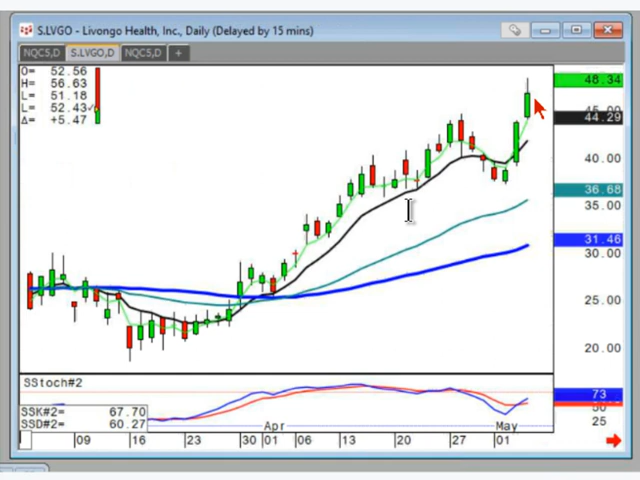 S.LVGO - Livongo Health, Inc., Daily (Delayed by 15 mins)
NQC5,D S.LVGO,D NQC5,D +
O= 52.56
H= 56.63
L= 51.18
L= 52.43
Δ= +5.47
48.34
45.00
44.29
40.00
36.68
35.00
31.46
30.00
25.00
20.00
SStoch#2
73
50
25
SSK#2= 67.70
SSD#2= 60.27
Apr May
09 16 23 30 01 06 13 20 27 01